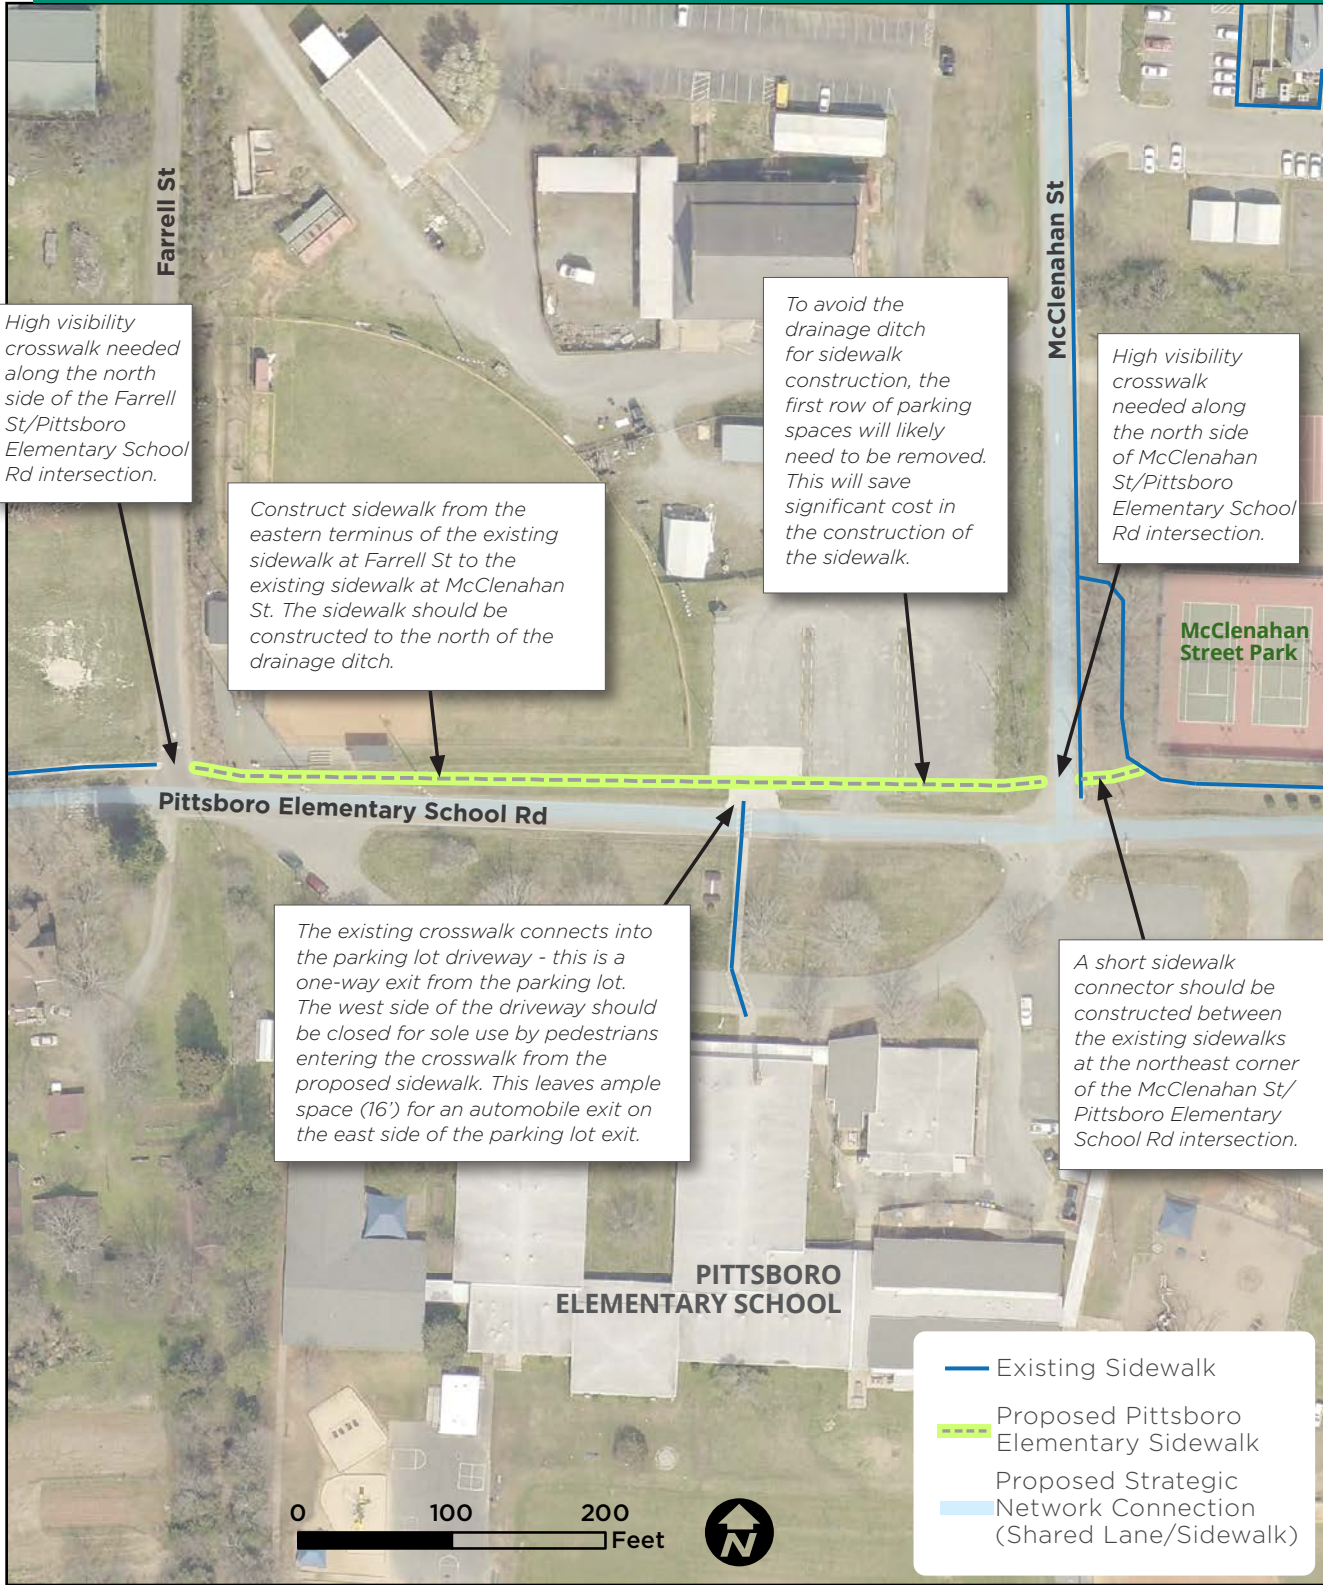 Farrell St
McClenahan St
High visibility
crosswalk needed
along the north
side of the Farrell
St/Pittsboro
Elementary School
Rd intersection.
To avoid the
drainage ditch
for sidewalk
construction, the
first row of parking
spaces will likely
need to be removed.
This will save
significant cost in
the construction of
the sidewalk.
High visibility
crosswalk
needed along
the north side
of McClenahan
St/Pittsboro
Elementary School
Rd intersection.
Construct sidewalk from the
eastern terminus of the existing
sidewalk at Farrell St to the
existing sidewalk at McClenahan
St. The sidewalk should be
constructed to the north of the
drainage ditch.
McClenahan
Street Park
Pittsboro Elementary School Rd
The existing crosswalk connects into
the parking lot driveway - this is a
one-way exit from the parking lot.
The west side of the driveway should
be closed for sole use by pedestrians
entering the crosswalk from the
proposed sidewalk. This leaves ample
space (16') for an automobile exit on
the east side of the parking lot exit.
A short sidewalk
connector should be
constructed between
the existing sidewalks
at the northeast corner
of the McClenahan St/
Pittsboro Elementary
School Rd intersection.
PITTSBORO
ELEMENTARY SCHOOL
Existing Sidewalk
Proposed Pittsboro
Elementary Sidewalk
Proposed Strategic
Network Connection
(Shared Lane/Sidewalk)
0 100 200
Feet
N